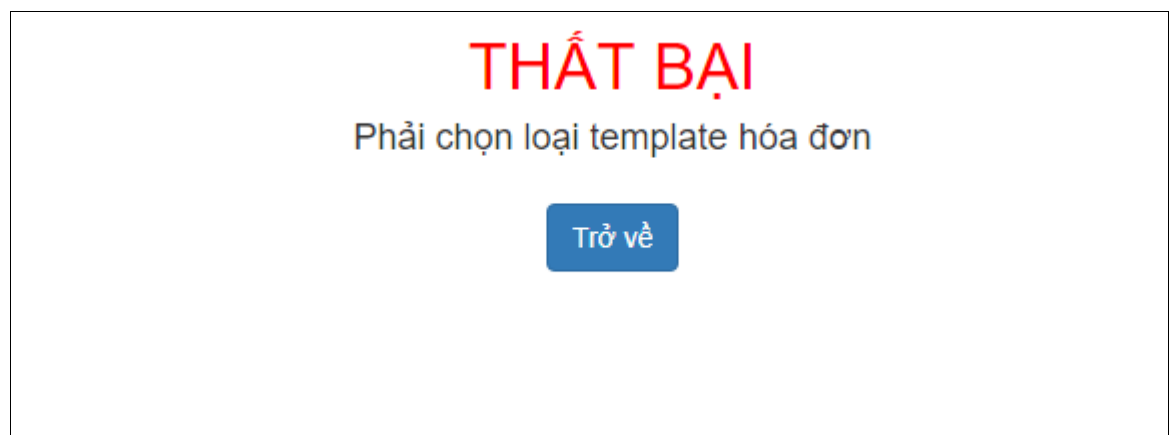 THẤT BẠI
Phải chọn loại template hóa đơn
Trở về